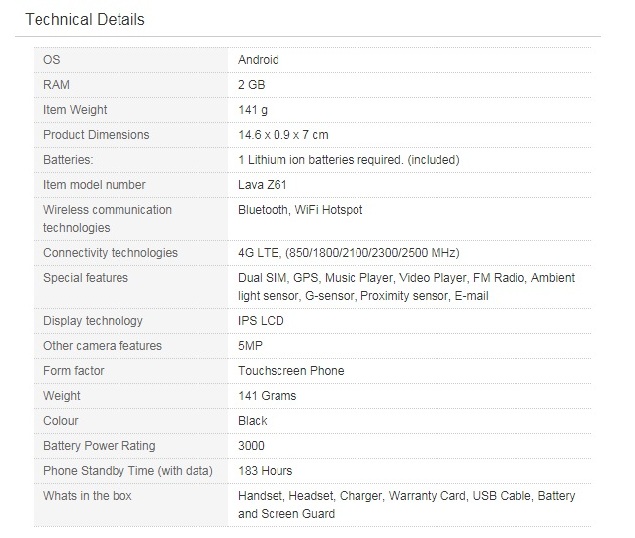 Technical Details
OS Android
RAM 2 GB
Item Weight 141 g
Product Dimensions 14.6 x 0.9 x 7 cm
Batteries: 1 Lithium ion batteries required. (included)
Item model number Lava Z61
Wireless communication technologies Bluetooth, WiFi Hotspot
Connectivity technologies 4G LTE, (850/1800/2100/2300/2500 MHz)
Special features Dual SIM, GPS, Music Player, Video Player, FM Radio, Ambient
light sensor, G-sensor, Proximity sensor, E-mail
Display technology IPS LCD
Other camera features 5MP
Form factor Touchscreen Phone
Weight 141 Grams
Colour Black
Battery Power Rating 3000
Phone Standby Time (with data) 183 Hours
Whats in the box Handset, Headset, Charger, Warranty Card, USB Cable, Battery
and Screen Guard